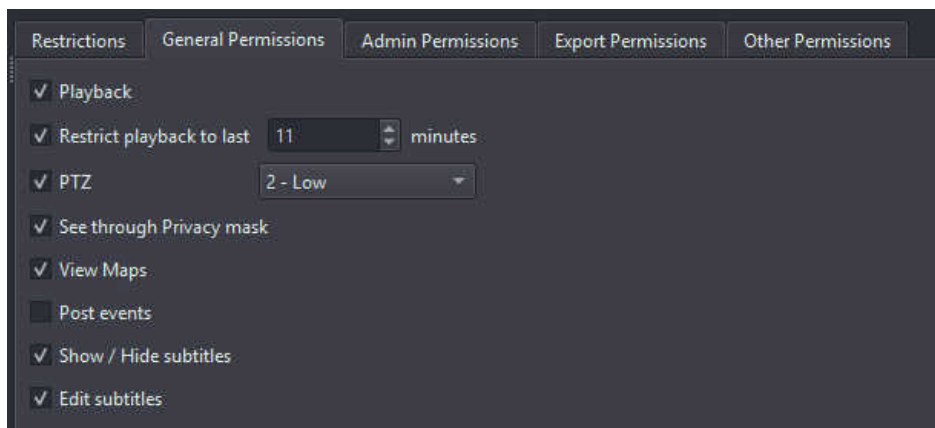 Restrictions General Permissions Admin Permissions Export Permissions Other Permissions
Playback
Restrict playback to last 11 minutes
PTZ 2 - Low
See through Privacy mask
View Maps
Post events
Show / Hide subtitles
Edit subtitles